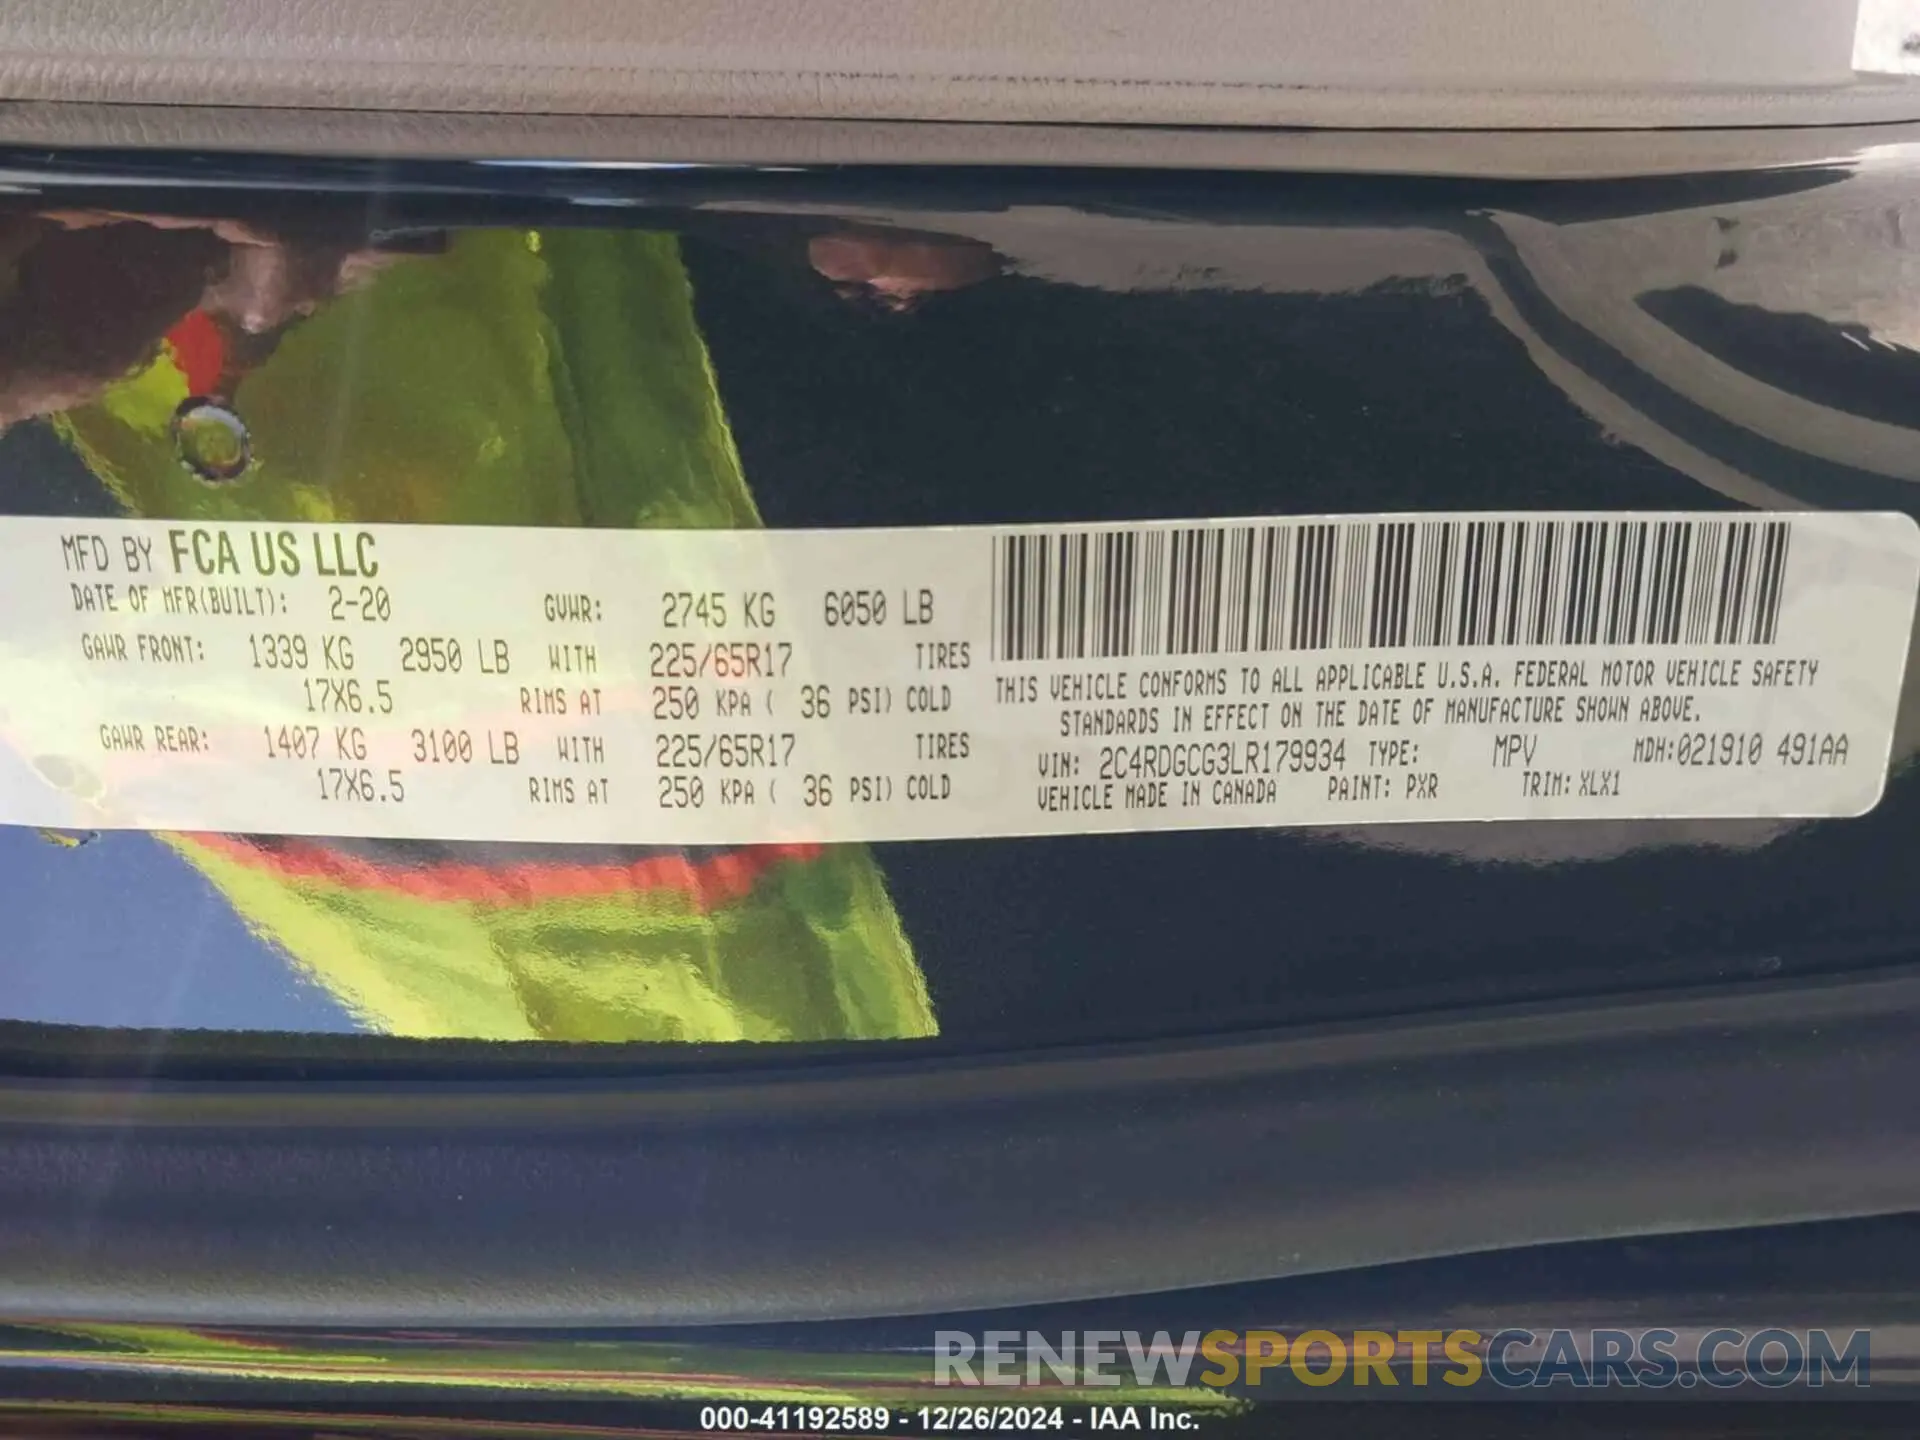 MFD BY FCA US LLC
DATE OF MFR(BUILT): 2-20 GVWR: 2745 KG 6050 LB
GAWR FRONT: 1339 KG 2950 LB WITH 225/65R17 TIRES
17X6.5 RIMS AT 250 KPA ( 36 PSI) COLD
GAWR REAR: 1407 KG 3100 LB WITH 225/65R17 TIRES
17X6.5 RIMS AT 250 KPA ( 36 PSI) COLD
THIS VEHICLE CONFORMS TO ALL APPLICABLE U.S.A. FEDERAL MOTOR VEHICLE SAFETY
STANDARDS IN EFFECT ON THE DATE OF MANUFACTURE SHOWN ABOVE.
VIN: 2C4RDGCG3LR179934 TYPE: MPV MDH:021910 491AA
VEHICLE MADE IN CANADA PAINT: PXR TRIM: XLX1
RENEWSPORTSCARS.COM
000-41192589 - 12/26/2024 - IAA Inc.